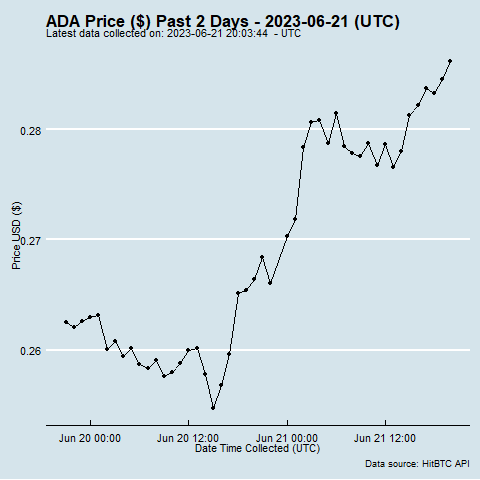 ADA Price ($) Past 2 Days - 2023-06-21 (UTC)
Latest data collected on: 2023-06-21 20:03:44  - UTC
0.28
0.27
0.26
Price USD ($)
Jun 20 00:00
Jun 20 12:00
Jun 21 00:00
Jun 21 12:00
Date Time Collected (UTC)
Data source: HitBTC API